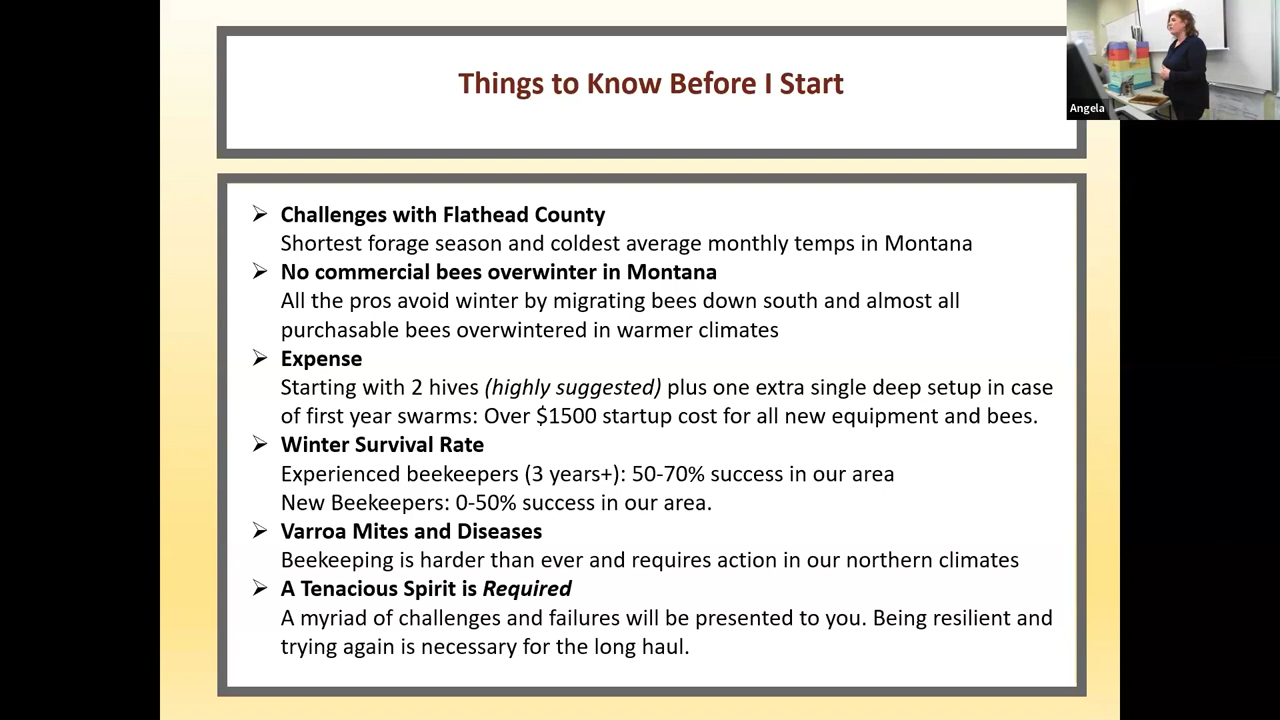 Things to Know Before I Start
Angela
Challenges with Flathead County
Shortest forage season and coldest average monthly temps in Montana
No commercial bees overwinter in Montana
All the pros avoid winter by migrating bees down south and almost all
purchasable bees overwintered in warmer climates
Expense
Starting with 2 hives (highly suggested) plus one extra single deep setup in case
of first year swarms: Over $1500 startup cost for all new equipment and bees.
Winter Survival Rate
Experienced beekeepers (3 years+): 50-70% success in our area
New Beekeepers: 0-50% success in our area.
Varroa Mites and Diseases
Beekeeping is harder than ever and requires action in our northern climates
A Tenacious Spirit is Required
A myriad of challenges and failures will be presented to you. Being resilient and
trying again is necessary for the long haul.